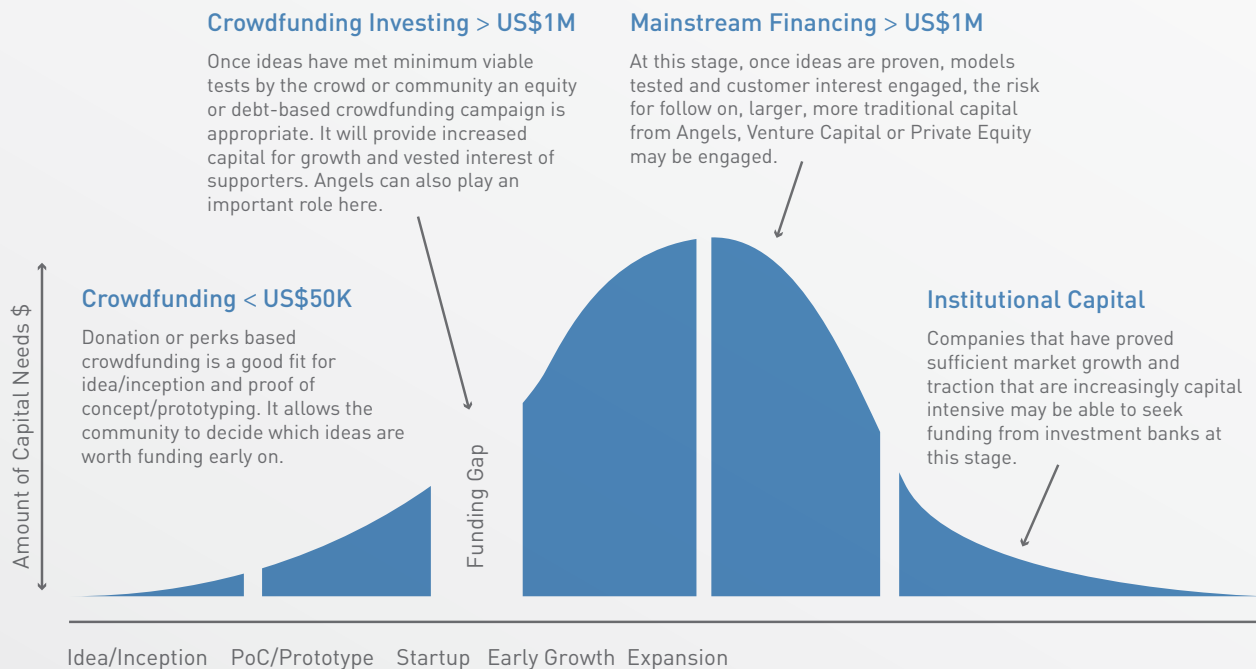 Crowdfunding Investing > US$1M
Once ideas have met minimum viable
tests by the crowd or community an equity
or debt-based crowdfunding campaign is
appropriate. It will provide increased
capital for growth and vested interest of
supporters. Angels can also play an
important role here.
Mainstream Financing > US$1M
At this stage, once ideas are proven, models
tested and customer interest engaged, the risk
for follow on, larger, more traditional capital
from Angels, Venture Capital or Private Equity
may be engaged.
Crowdfunding < US$50K
Donation or perks based
crowdfunding is a good fit for
idea/inception and proof of
concept/prototyping. It allows the
community to decide which ideas are
worth funding early on.
Institutional Capital
Companies that have proved
sufficient market growth and
traction that are increasingly capital
intensive may be able to seek
funding from investment banks at
this stage.
Amount of Capital Needs $
Funding Gap
Idea/Inception PoC/Prototype Startup Early Growth Expansion